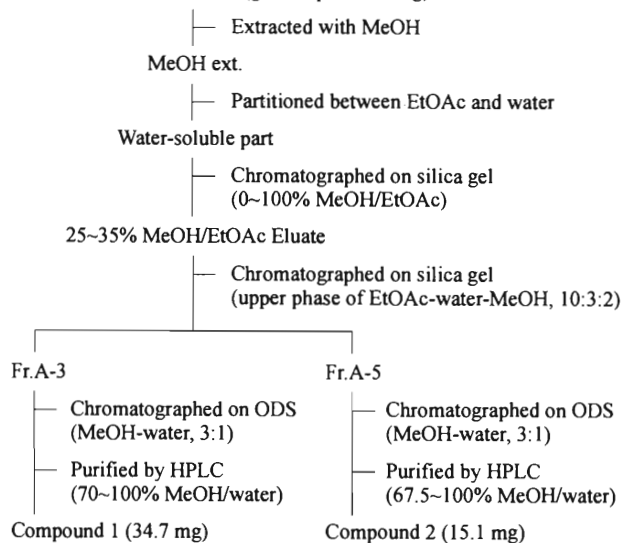 Extracted with MeOH
MeOH ext.
Partitioned between EtOAc and water
Water-soluble part
Chromatographed on silica gel
(0~100% MeOH/EtOAc)
25~35% MeOH/EtOAc Eluate
Chromatographed on silica gel
(upper phase of EtOAc-water-MeOH, 10:3:2)
Fr.A-3
Fr.A-5
Chromatographed on ODS
(MeOH-water, 3:1)
Chromatographed on ODS
(MeOH-water, 3:1)
Purified by HPLC
(70~100% MeOH/water)
Purified by HPLC
(67.5~100% MeOH/water)
Compound 1 (34.7 mg)
Compound 2 (15.1 mg)